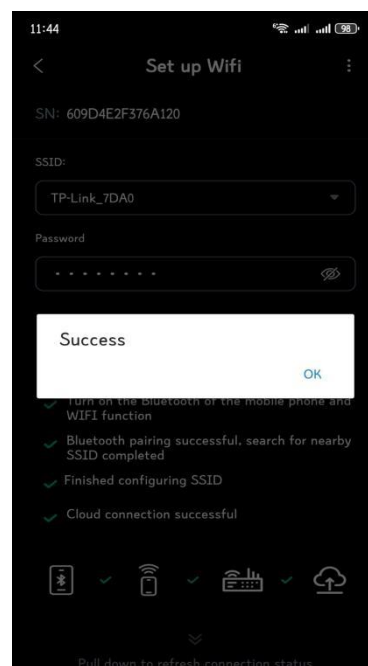 11:44
98
Set up Wifi
SN: 609D4E2F376A120
SSID:
TP-Link_7DA0
Password
Success
OK
Turn on the Bluetooth of the mobile phone and
WIFI function
Bluetooth pairing successful, search for nearby
SSID completed
Finished configuring SSID
Cloud connection successful
Pull down to refresh connection status